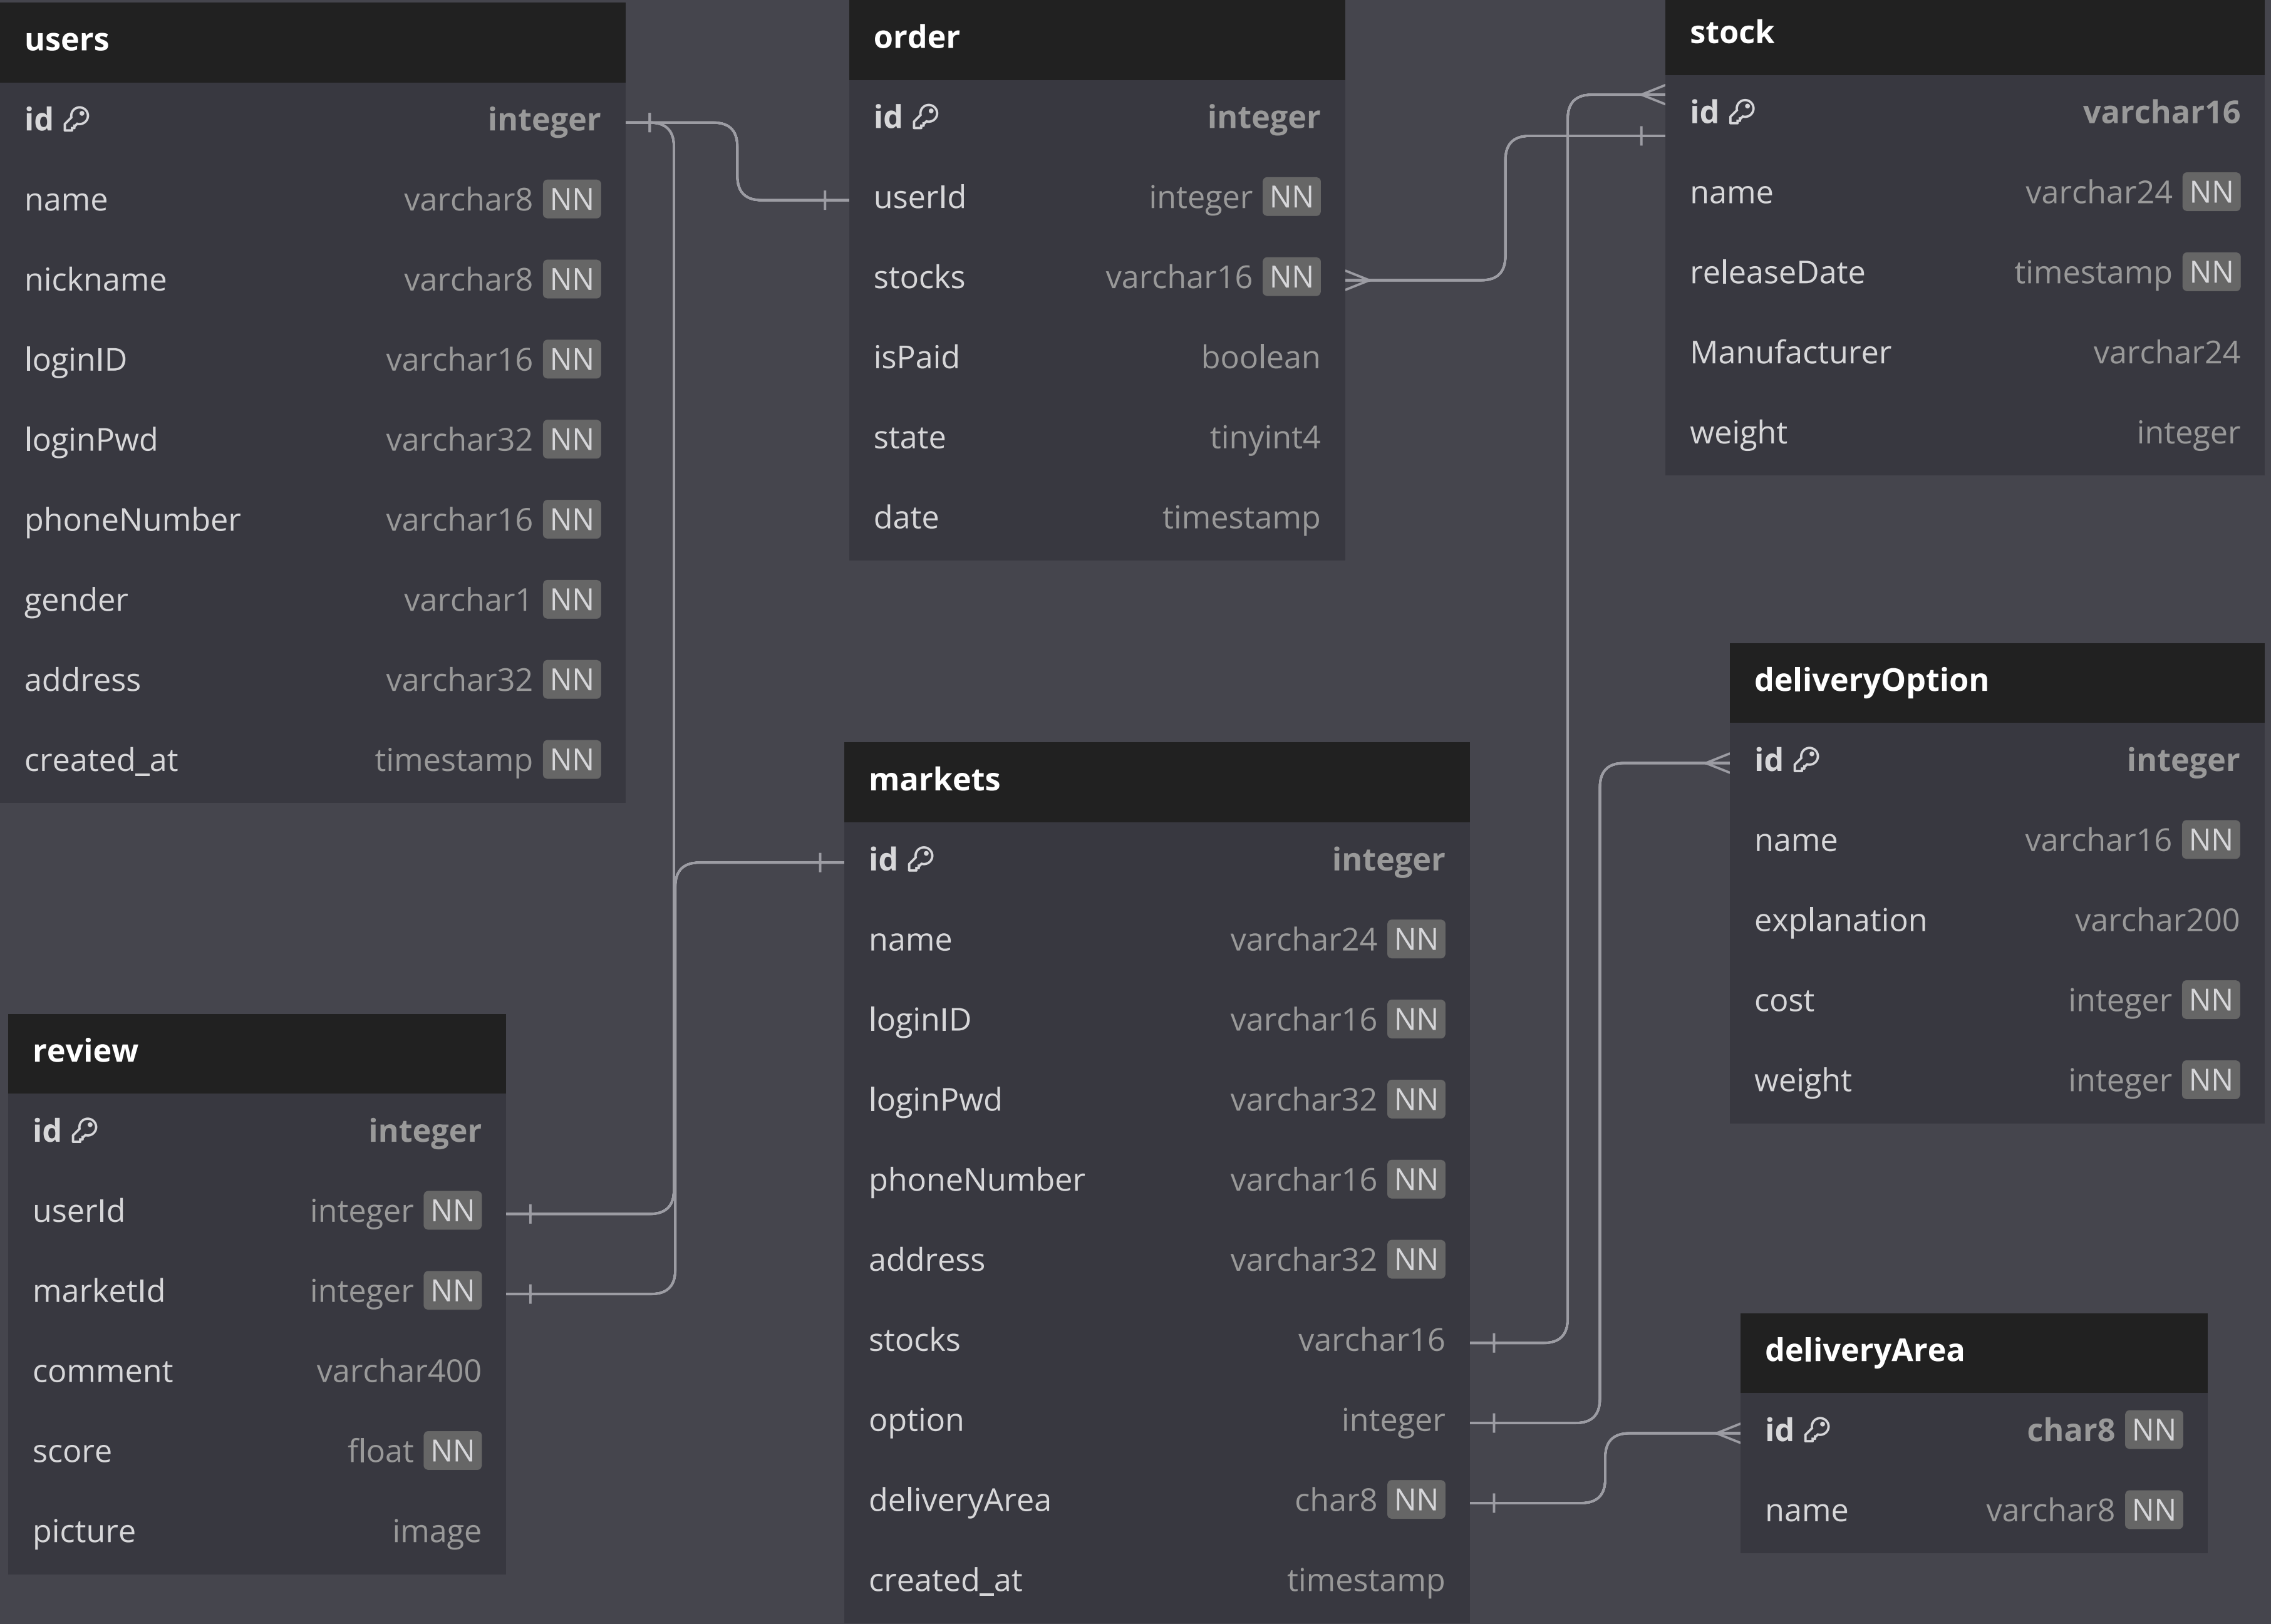 users
id integer
name varchar8 NN
nickname varchar8 NN
loginID varchar16 NN
loginPwd varchar32 NN
phoneNumber varchar16 NN
gender varchar1 NN
address varchar32 NN
created_at timestamp NN
order
id integer
userId integer NN
stocks varchar16 NN
isPaid boolean
state tinyint4
date timestamp
stock
id varchar16
name varchar24 NN
releaseDate timestamp NN
Manufacturer varchar24
weight integer
deliveryOption
id integer
name varchar16 NN
explanation varchar200
cost integer NN
weight integer NN
markets
id integer
name varchar24 NN
loginID varchar16 NN
loginPwd varchar32 NN
phoneNumber varchar16 NN
address varchar32 NN
stocks varchar16
option integer
deliveryArea char8 NN
created_at timestamp
review
id integer
userId integer NN
marketId integer NN
comment varchar400
score float NN
picture image
deliveryArea
id char8 NN
name varchar8 NN